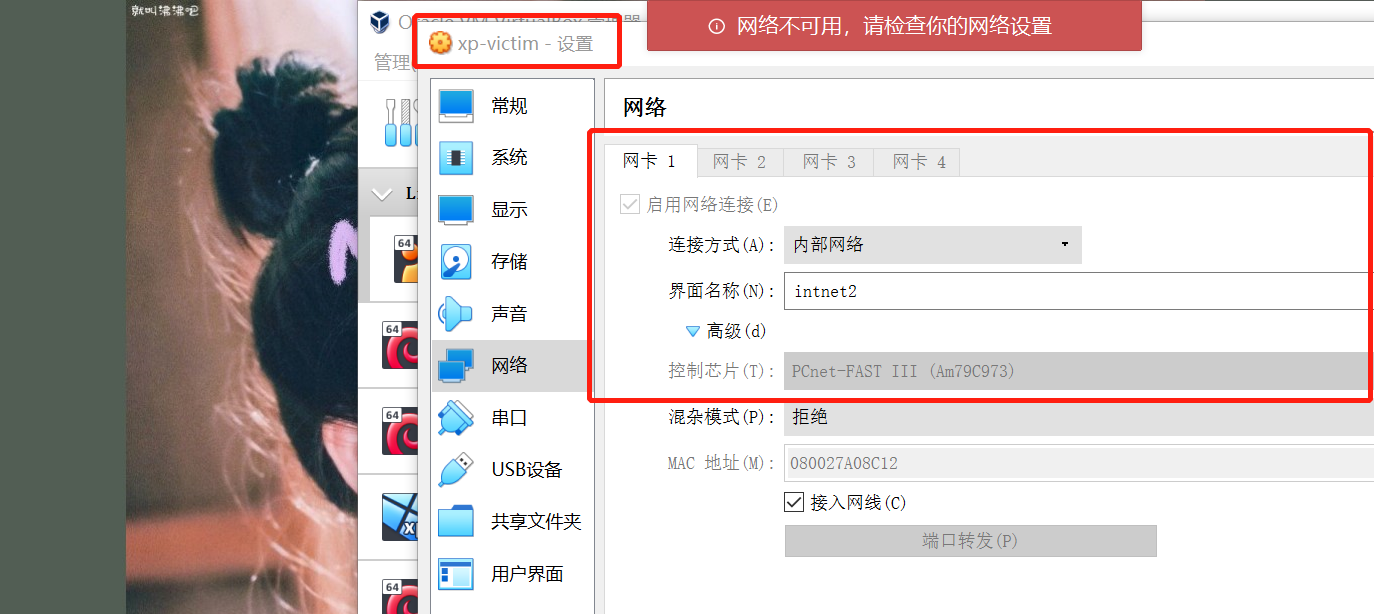 就叫沸沸吧
Oracle VM VirtualBox 管理器
网络不可用，请检查你的网络设置
xp-victim - 设置
管理
常规
网络
网卡 1 网卡 2 网卡 3 网卡 4
系统
启用网络连接(E)
显示
连接方式(A): 内部网络
存储
界面名称(N): intnet2
声音
高级(d)
网络
控制芯片(T): PCnet-FAST III (Am79C973)
串口
混杂模式(P): 拒绝
USB设备
MAC 地址(M): 080027A08C12
接入网线(C)
共享文件夹
端口转发(P)
用户界面
64
64
64
64